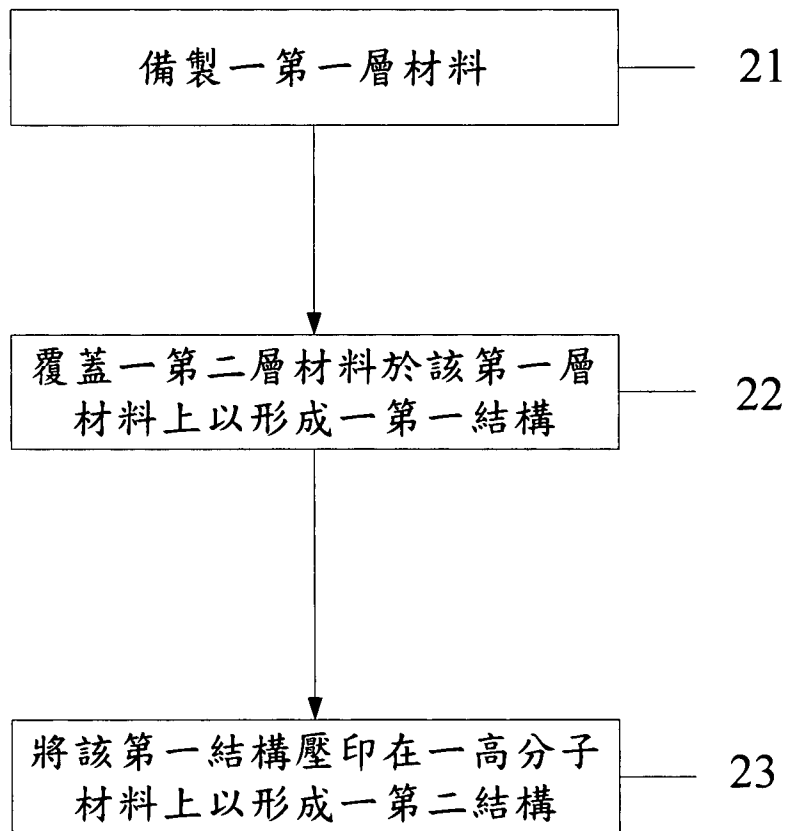 備製一第一層材料
21
覆蓋一第二層材料於該第一層
材料上以形成一第一結構
22
將該第一結構壓印在一高分子
材料上以形成一第二結構
23